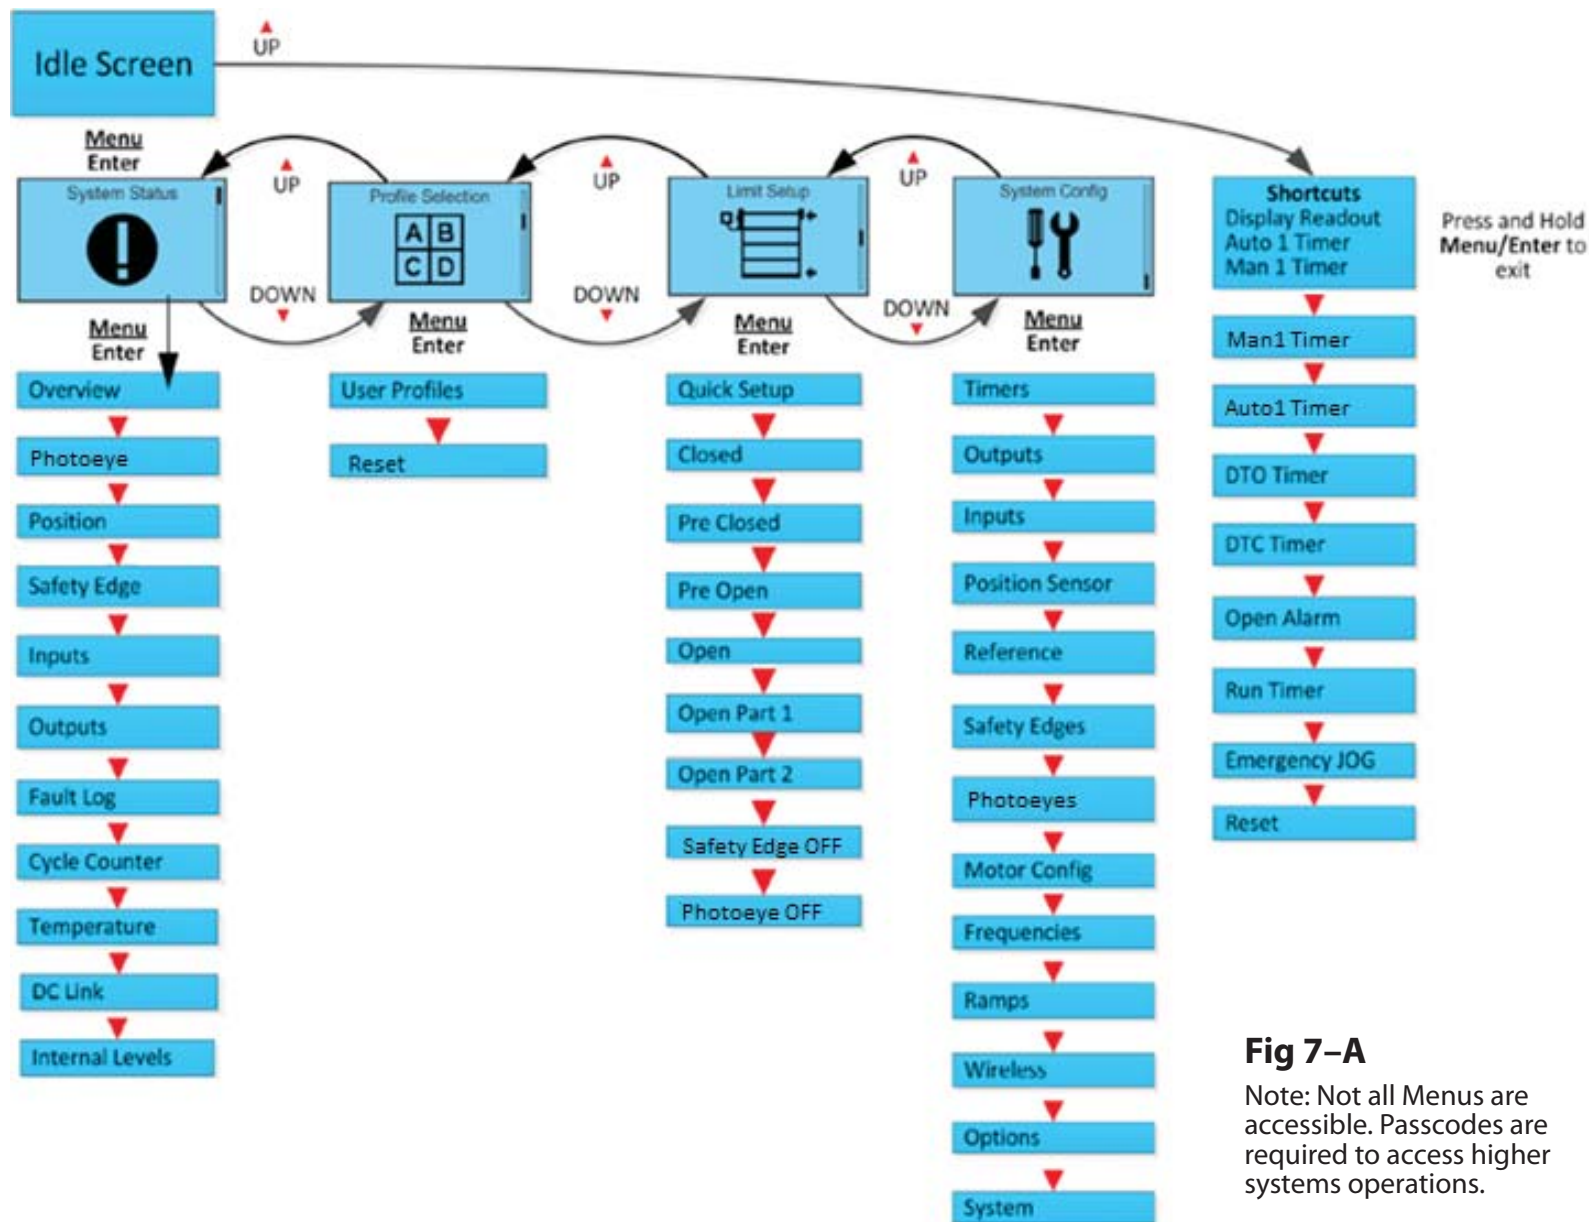 Idle Screen
UP
Menu
Enter
System Status
UP
DOWN
Profile Selection
A B
C D
UP
DOWN
Limit Setup
UP
DOWN
System Config
Menu
Enter
Overview
Photoeye
Position
Safety Edge
Inputs
Outputs
Fault Log
Cycle Counter
Temperature
DC Link
Internal Levels
Menu
Enter
User Profiles
Reset
Menu
Enter
Quick Setup
Closed
Pre Closed
Pre Open
Open
Open Part 1
Open Part 2
Safety Edge OFF
Photoeye OFF
Menu
Enter
Timers
Outputs
Inputs
Position Sensor
Reference
Safety Edges
Photoeyes
Motor Config
Frequencies
Ramps
Wireless
Options
System
Shortcuts
Display Readout
Auto 1 Timer
Man 1 Timer
Man1 Timer
Auto1 Timer
DTO Timer
DTC Timer
Open Alarm
Run Timer
Emergency JOG
Reset
Press and Hold
Menu/Enter to
exit
Fig 7–A
Note: Not all Menus are
accessible. Passcodes are
required to access higher
systems operations.